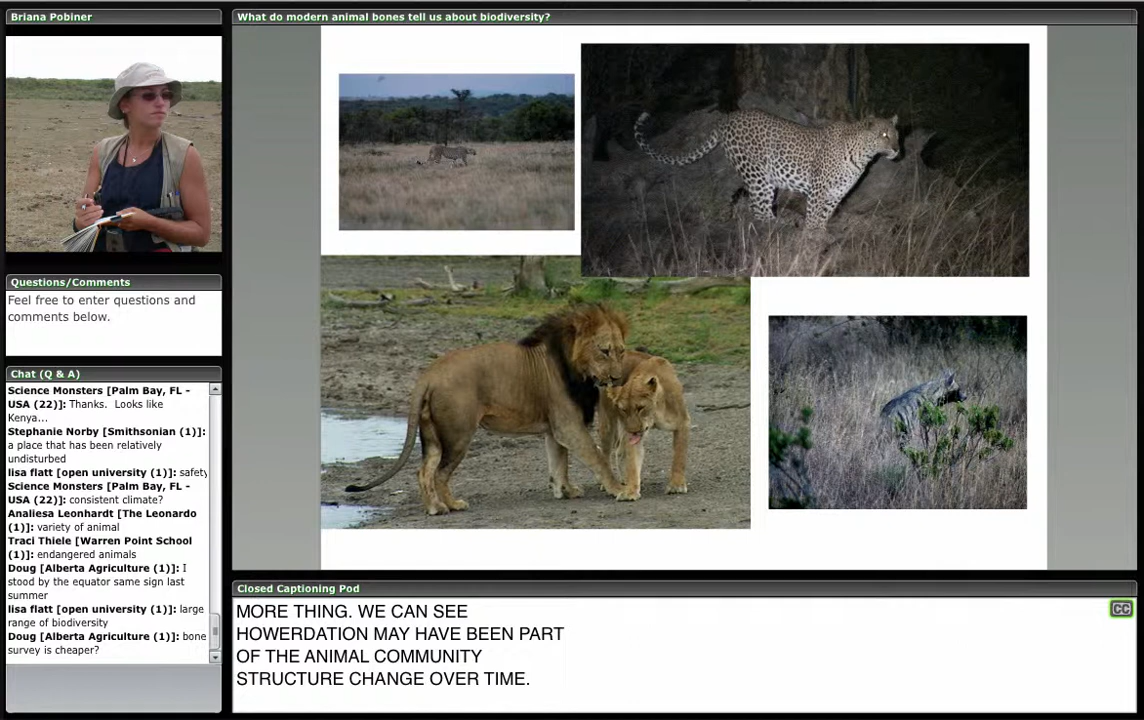 Briana Pobiner
What do modern animal bones tell us about biodiversity?
Questions/Comments
Feel free to enter questions and
comments below.
Chat (Q & A)
Science Monsters [Palm Bay, FL -
USA (22)]: Thanks.  Looks like
Kenya...
Stephanie Norby [Smithsonian (1)]:
a place that has been relatively
undisturbed
lisa flatt [open university (1)]: safety
Science Monsters [Palm Bay, FL -
USA (22)]: consistent climate?
Analiesa Leonhardt [The Leonardo
(1)]: variety of animal
Traci Thiele [Warren Point School
(1)]: endangered animals
Doug [Alberta Agriculture (1)]: I
stood by the equator same sign last
summer
lisa flatt [open university (1)]: large
range of biodiversity
Doug [Alberta Agriculture (1)]: bone
survey is cheaper?
Closed Captioning Pod
MORE THING. WE CAN SEE
HOWERDATION MAY HAVE BEEN PART
OF THE ANIMAL COMMUNITY
STRUCTURE CHANGE OVER TIME.
CC